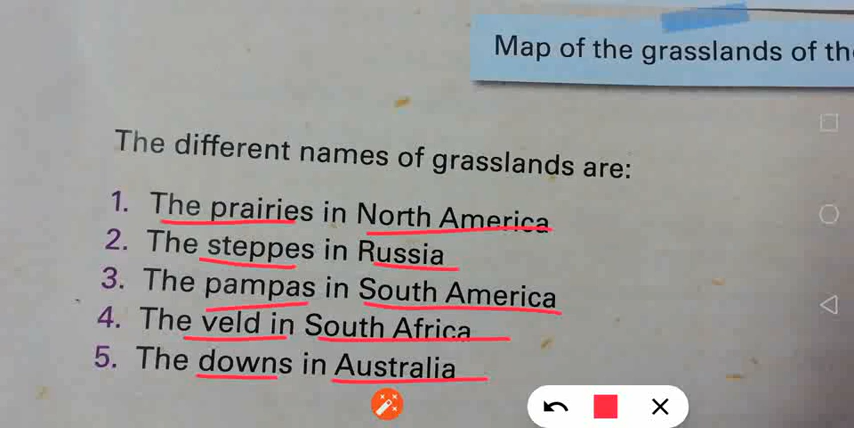 Map of the grasslands of th
The different names of grasslands are:
1. The prairies in North America
2. The steppes in Russia
3. The pampas in South America
4. The veld in South Africa
5. The downs in Australia